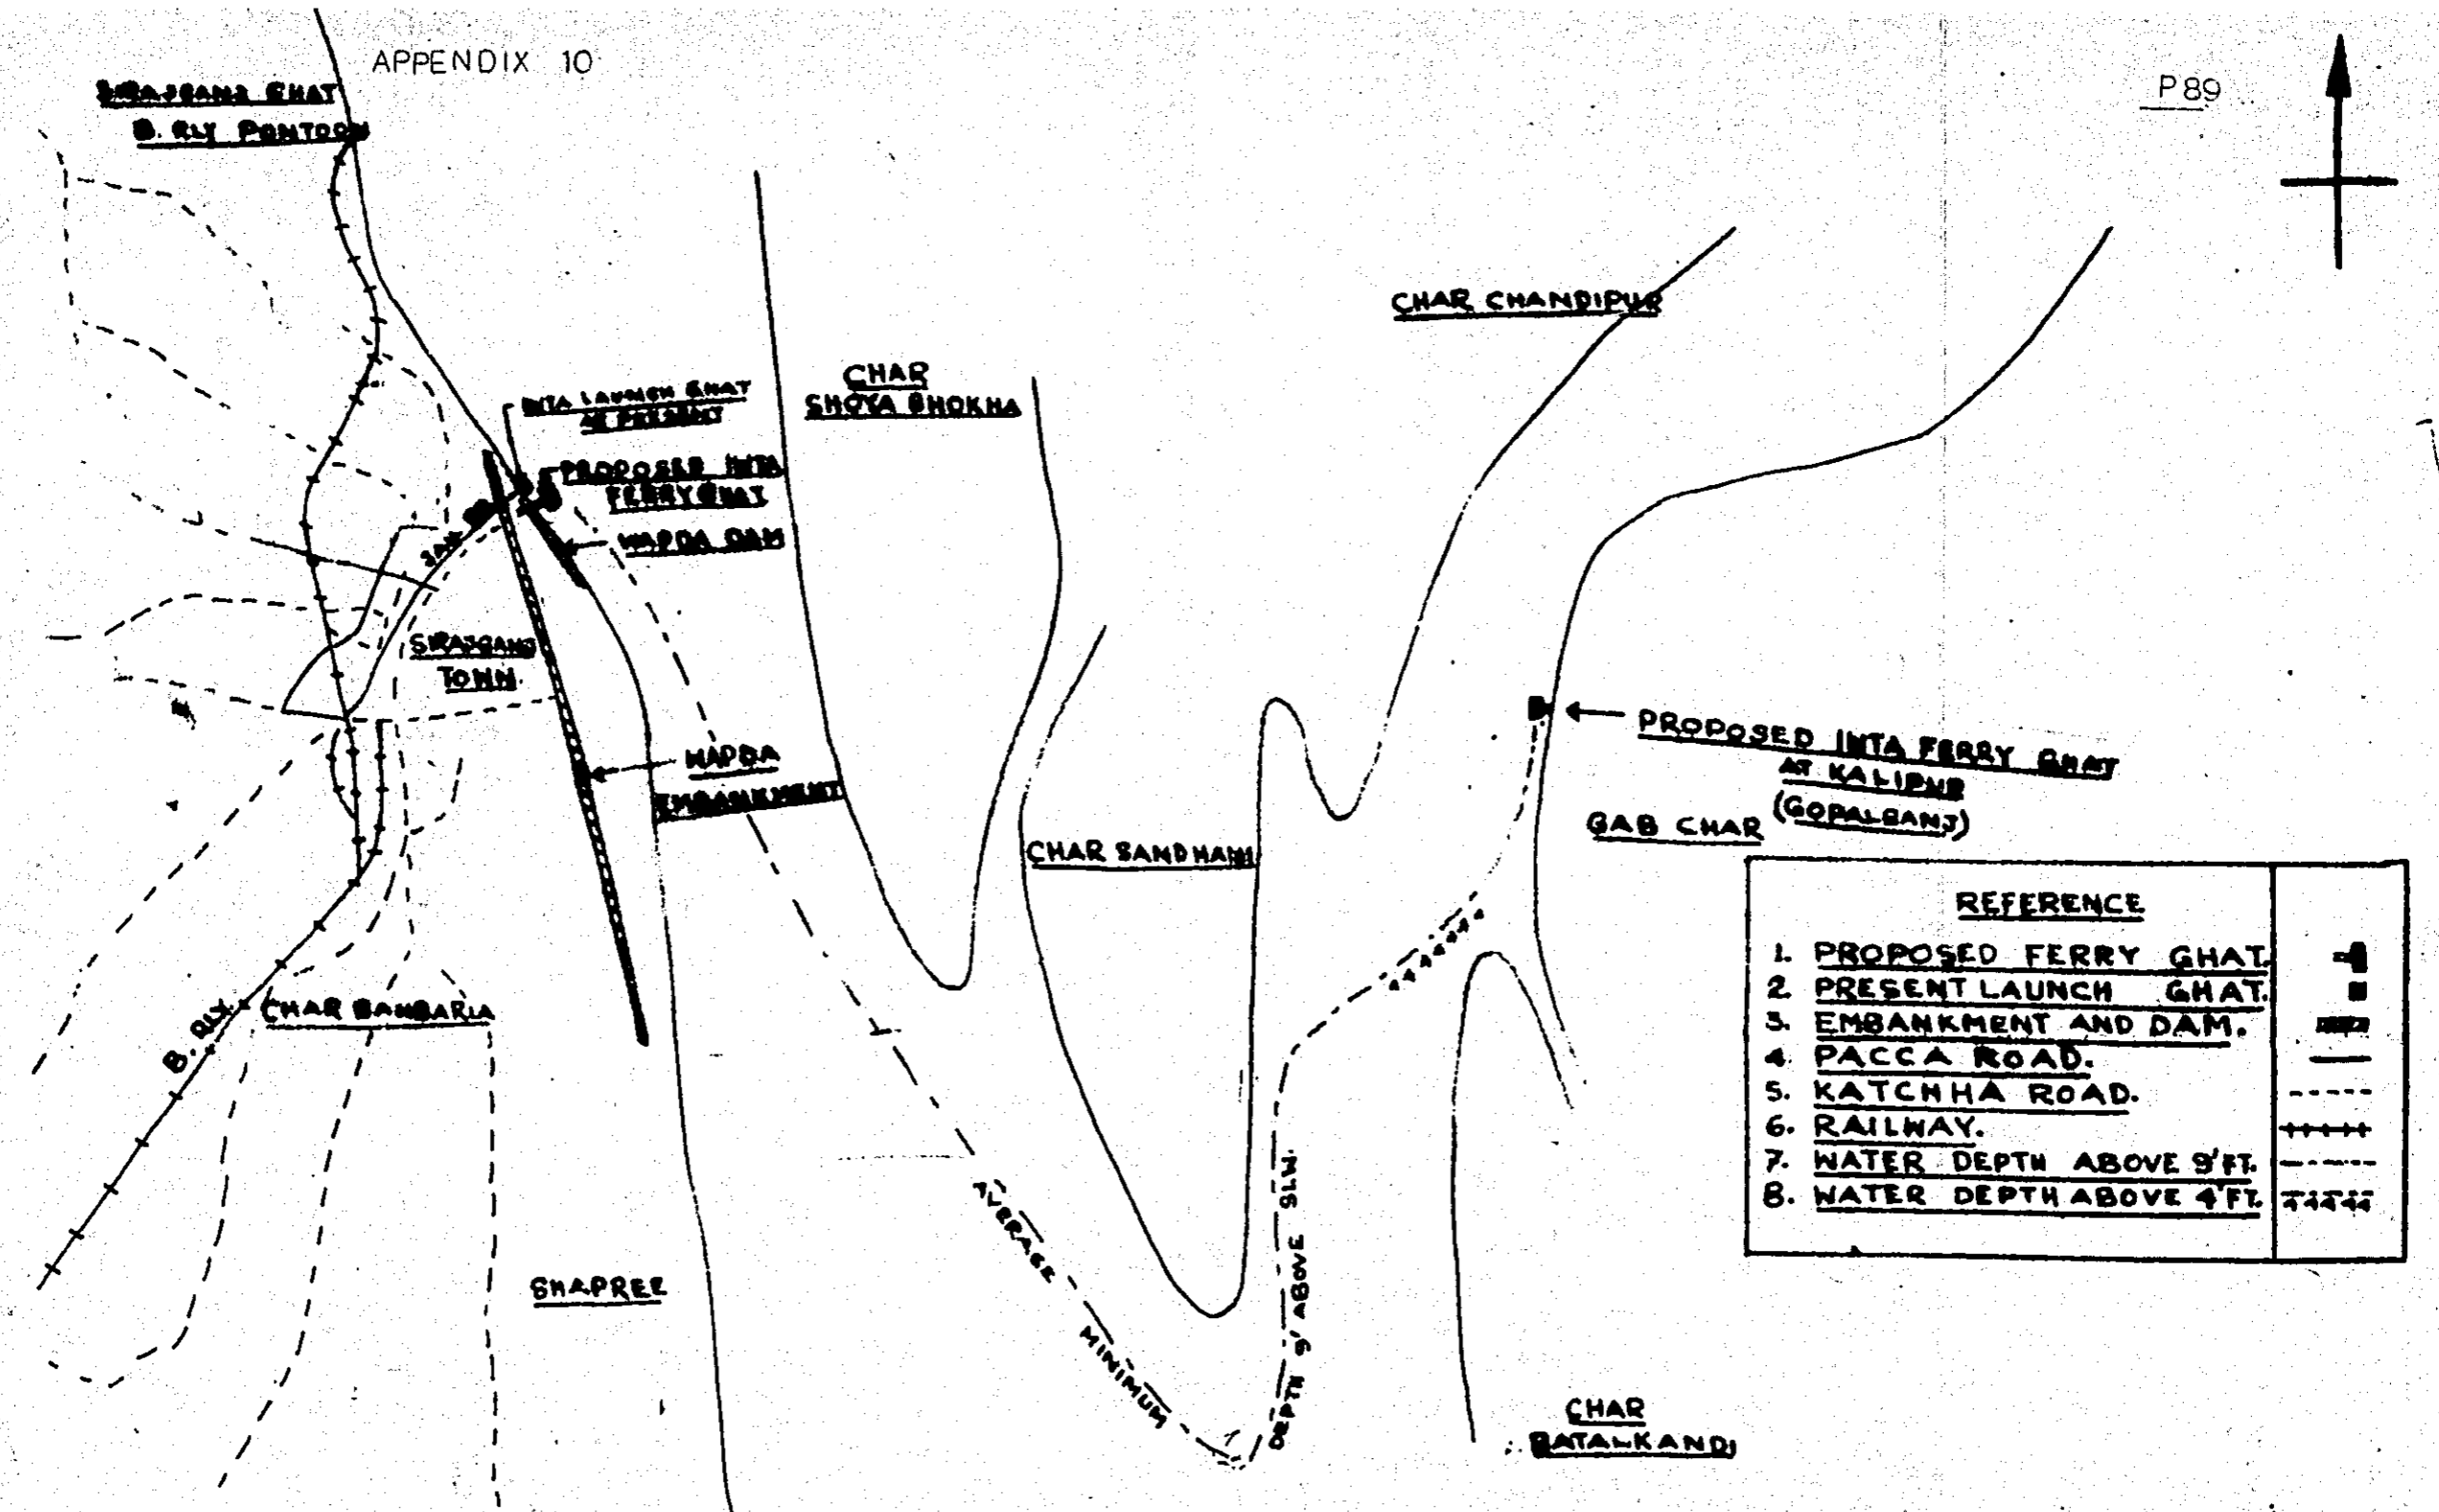 APPENDIX 10
P 89
SIRAJGANJ GHAT
B. RLY PONTOON
CHAR CHANDIPUR
CHAR
SHOYA BHOKHA
LAUNCH GHAT
AT PRESENT
PROPOSED IWTA
FERRY GHAT
WAPDA DAM
SIRAJGANJ
TOWN
WAPDA
EMBANKMENT
PROPOSED IWTA FERRY GHAT
AT KALIPUR
(GOPALGANJ)
GAB CHAR
CHAR SANDHANI
B. RLY.
CHAR BANBARIA
SHAPREE
AVERAGE
MINIMUM
DEPTH 9' ABOVE SLW.
CHAR
BATALKANDI
REFERENCE
1. PROPOSED FERRY GHAT.
2. PRESENT LAUNCH GHAT.
3. EMBANKMENT AND DAM.
4. PACCA ROAD.
5. KATCHHA ROAD.
6. RAILWAY.
7. WATER DEPTH ABOVE 9' FT.
8. WATER DEPTH ABOVE 4' FT.